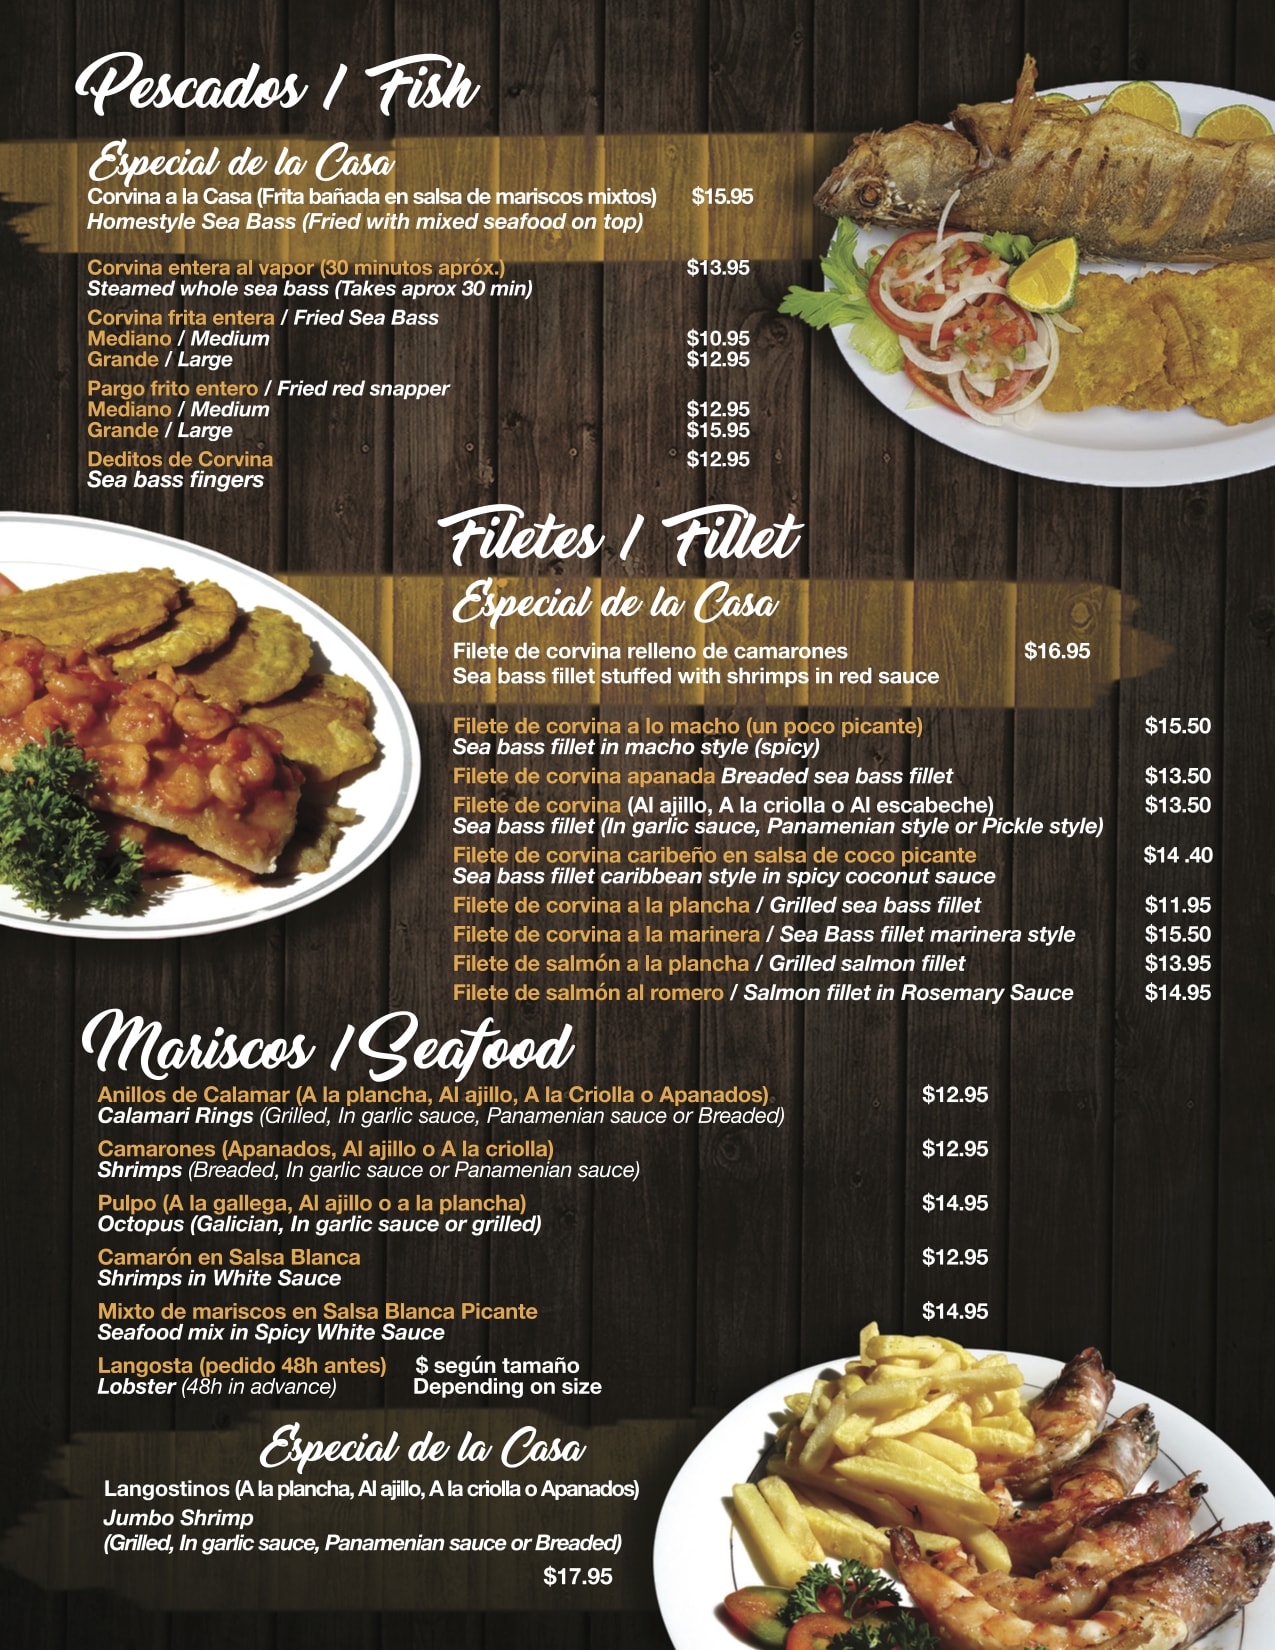 Pescados / Fish
Especial de la Casa
Corvina a la Casa (Frita bañada en salsa de mariscos mixtos) $15.95
Homestyle Sea Bass (Fried with mixed seafood on top)
Corvina entera al vapor (30 minutos apróx.) $13.95
Steamed whole sea bass (Takes aprox 30 min)
Corvina frita entera / Fried Sea Bass
Mediano / Medium $10.95
Grande / Large $12.95
Pargo frito entero / Fried red snapper
Mediano / Medium $12.95
Grande / Large $15.95
Deditos de Corvina $12.95
Sea bass fingers
Filetes / Fillet
Especial de la Casa
Filete de corvina relleno de camarones $16.95
Sea bass fillet stuffed with shrimps in red sauce
Filete de corvina a lo macho (un poco picante) $15.50
Sea bass fillet in macho style (spicy)
Filete de corvina apanada Breaded sea bass fillet $13.50
Filete de corvina (Al ajillo, A la criolla o Al escabeche) $13.50
Sea bass fillet (In garlic sauce, Panamenian style or Pickle style)
Filete de corvina caribeño en salsa de coco picante $14 .40
Sea bass fillet caribbean style in spicy coconut sauce
Filete de corvina a la plancha / Grilled sea bass fillet $11.95
Filete de corvina a la marinera / Sea Bass fillet marinera style $15.50
Filete de salmón a la plancha / Grilled salmon fillet $13.95
Filete de salmón al romero / Salmon fillet in Rosemary Sauce $14.95
Mariscos / Seafood
Anillos de Calamar (A la plancha, Al ajillo, A la Criolla o Apanados) $12.95
Calamari Rings (Grilled, In garlic sauce, Panamenian sauce or Breaded)
Camarones (Apanados, Al ajillo o A la criolla) $12.95
Shrimps (Breaded, In garlic sauce or Panamenian sauce)
Pulpo (A la gallega, Al ajillo o a la plancha) $14.95
Octopus (Galician, In garlic sauce or grilled)
Camarón en Salsa Blanca $12.95
Shrimps in White Sauce
Mixto de mariscos en Salsa Blanca Picante $14.95
Seafood mix in Spicy White Sauce
Langosta (pedido 48h antes) $ según tamaño
Lobster (48h in advance) Depending on size
Especial de la Casa
Langostinos (A la plancha, Al ajillo, A la criolla o Apanados)
Jumbo Shrimp
(Grilled, In garlic sauce, Panamenian sauce or Breaded)
$17.95